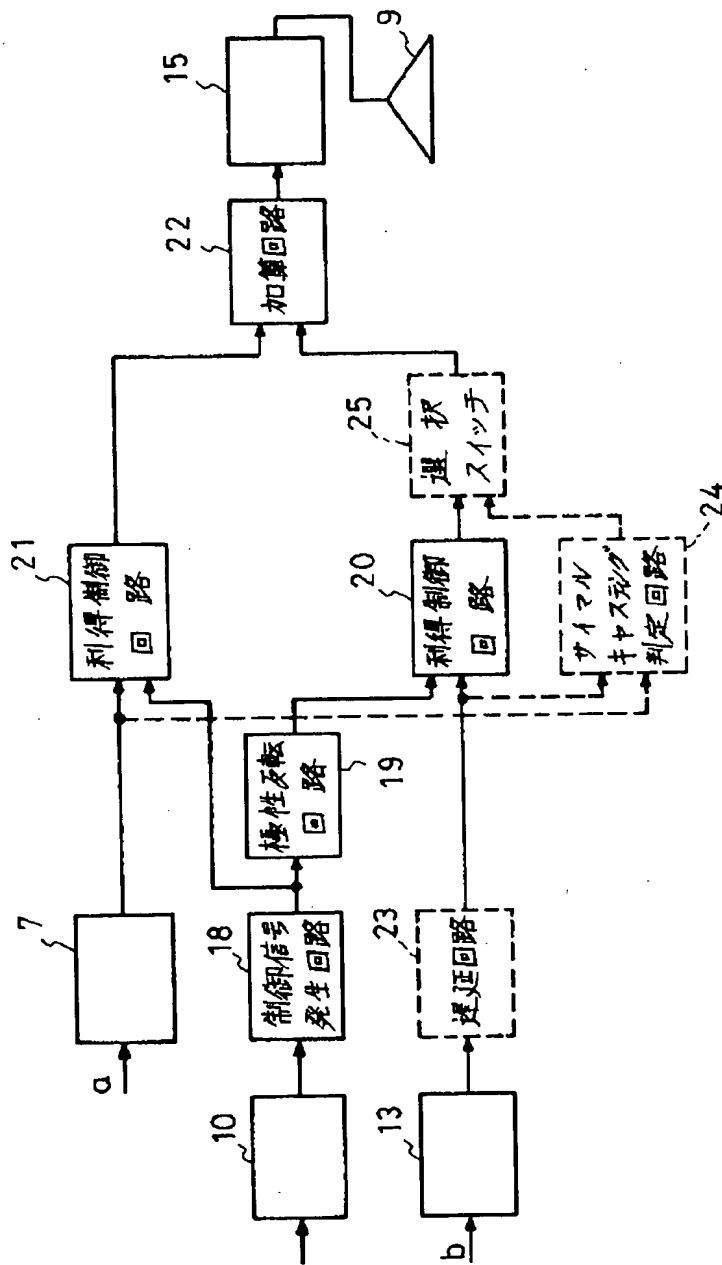 a
7
21
利得制御
回路
10
18
制御信号
発生回路
19
極性反転
回路
b
13
23
遅延回路
20
利得制御
回路
24
サイマル
キャスティング
判定回路
25
選択
スイッチ
22
加算回路
15
9